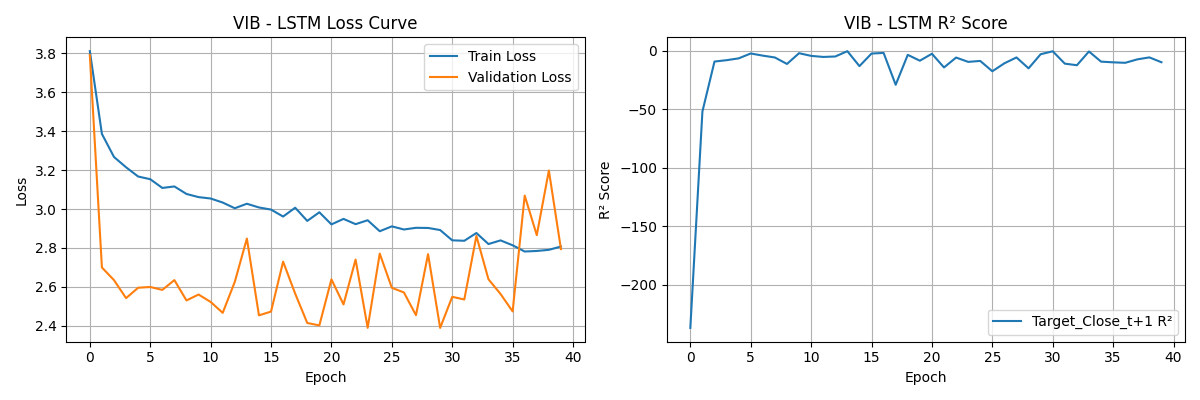 VIB - LSTM Loss Curve
Train Loss
Validation Loss
3.8
3.6
3.4
3.2
3.0
2.8
2.6
2.4
Loss
0 5 10 15 20 25 30 35 40
Epoch
VIB - LSTM R² Score
0
−50
−100
−150
−200
R² Score
Target_Close_t+1 R²
0 5 10 15 20 25 30 35 40
Epoch